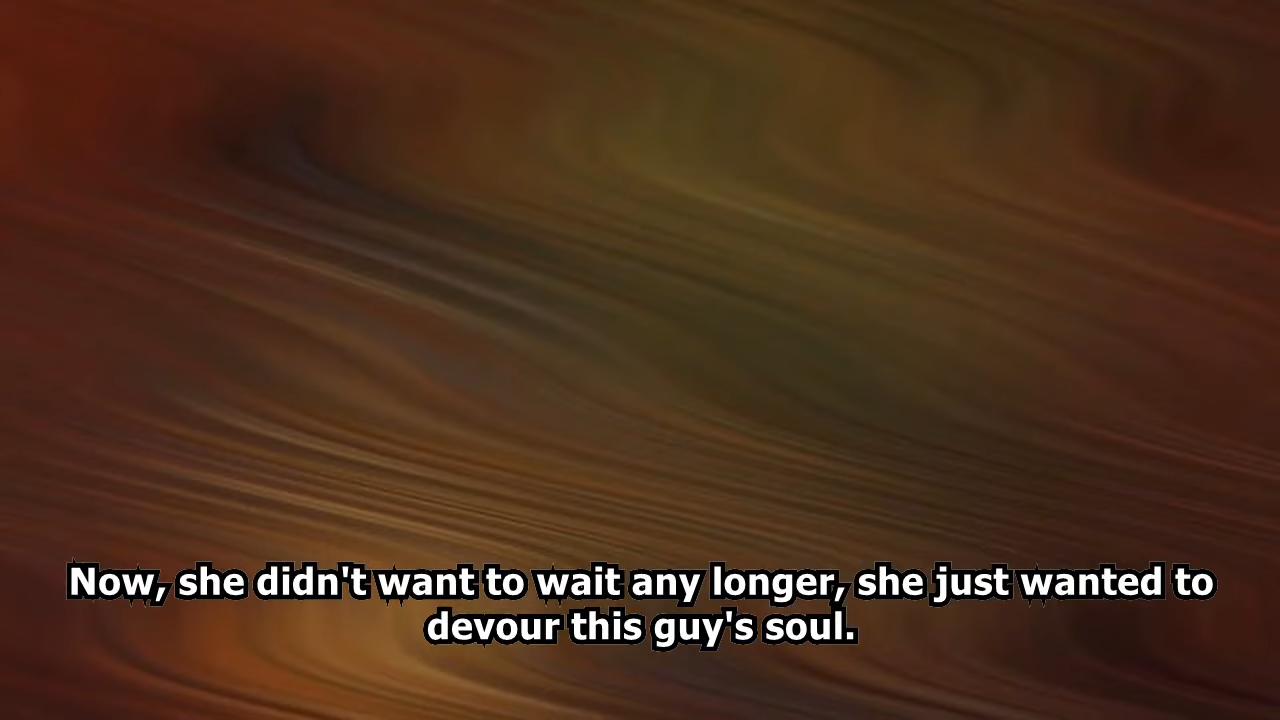 Now, she didn't want to wait any longer, she just wanted to
devour this guy's soul.